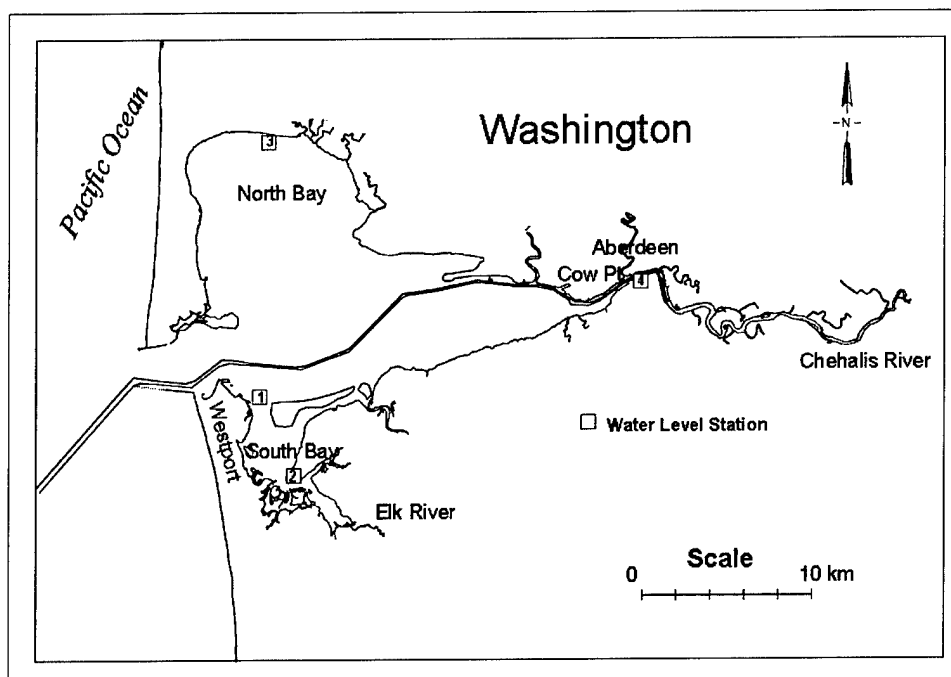 Pacific Ocean
Washington
N
3
North Bay
Aberdeen
Cow Pt.
4
Chehalis River
1
Westport
Water Level Station
South Bay
2
Elk River
Scale
0 10 km